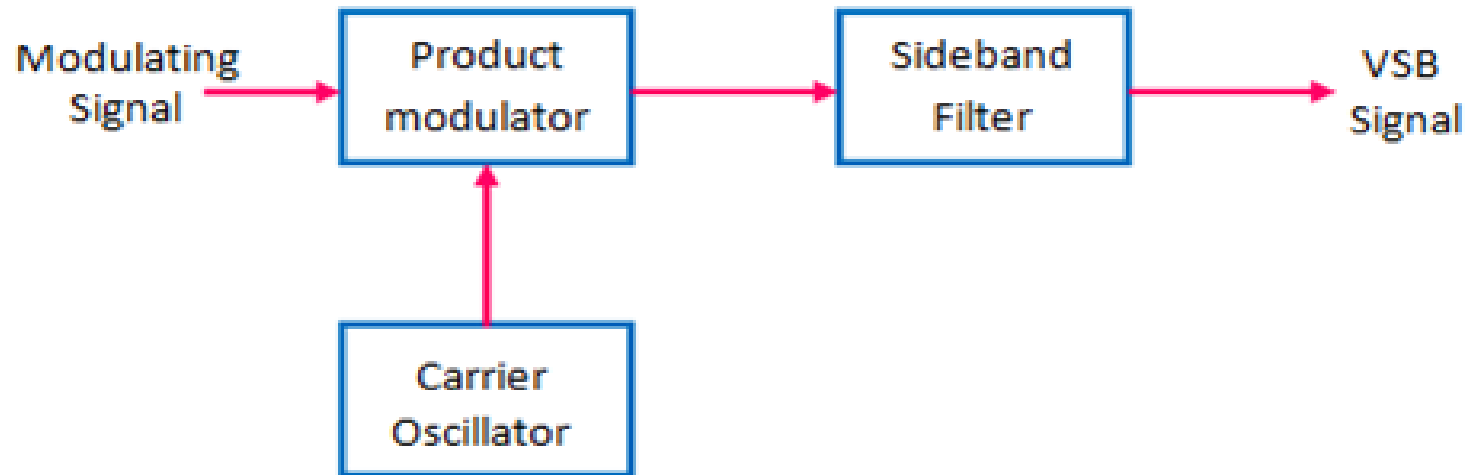 Modulating
Signal
Product
modulator
Sideband
Filter
VSB
Signal
Carrier
Oscillator